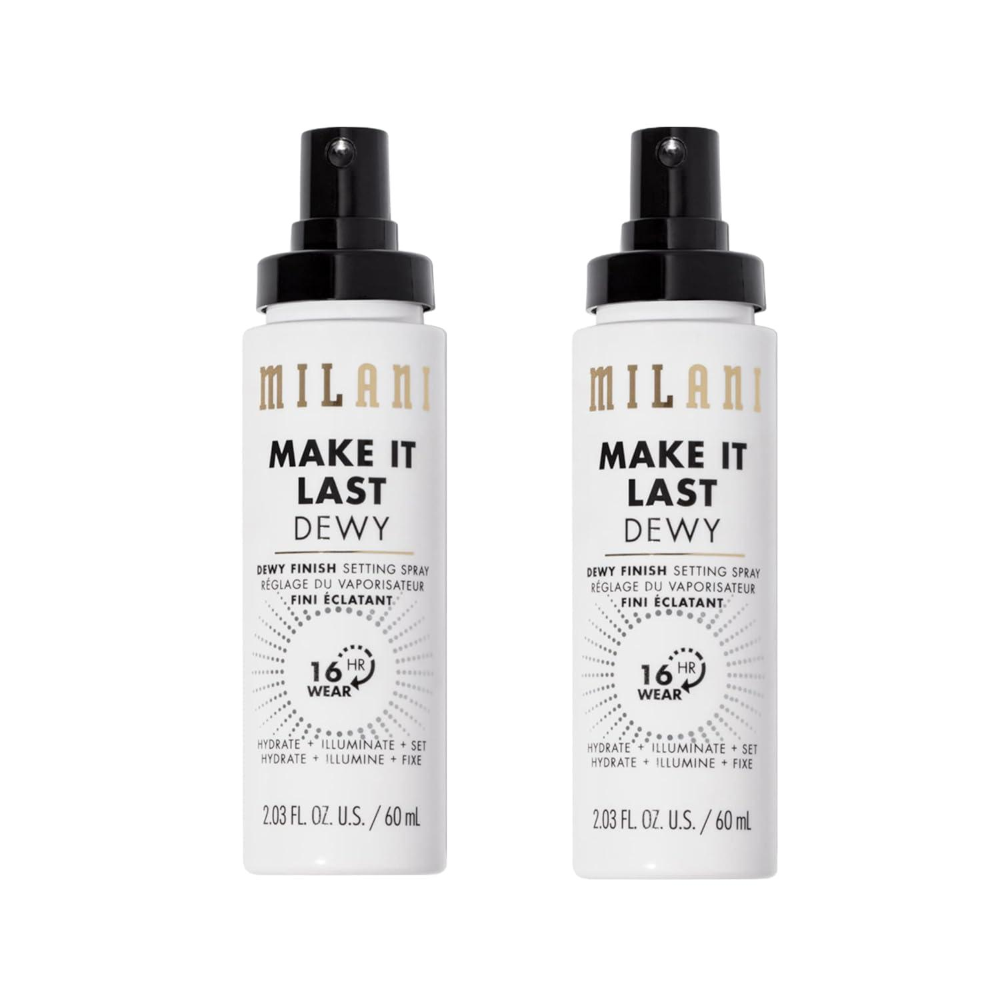 MILANI
MAKE IT
LAST
DEWY
DEWY FINISH SETTING SPRAY
RÉGLAGE DU VAPORISATEUR
FINI ÉCLATANT
16 HR
WEAR
HYDRATE + ILLUMINATE + SET
HYDRATE + ILLUMINE + FIXE
2.03 FL. OZ. U.S. / 60 mL
MILANI
MAKE IT
LAST
DEWY
DEWY FINISH SETTING SPRAY
RÉGLAGE DU VAPORISATEUR
FINI ÉCLATANT
16 HR
WEAR
HYDRATE + ILLUMINATE + SET
HYDRATE + ILLUMINE + FIXE
2.03 FL. OZ. U.S. / 60 mL